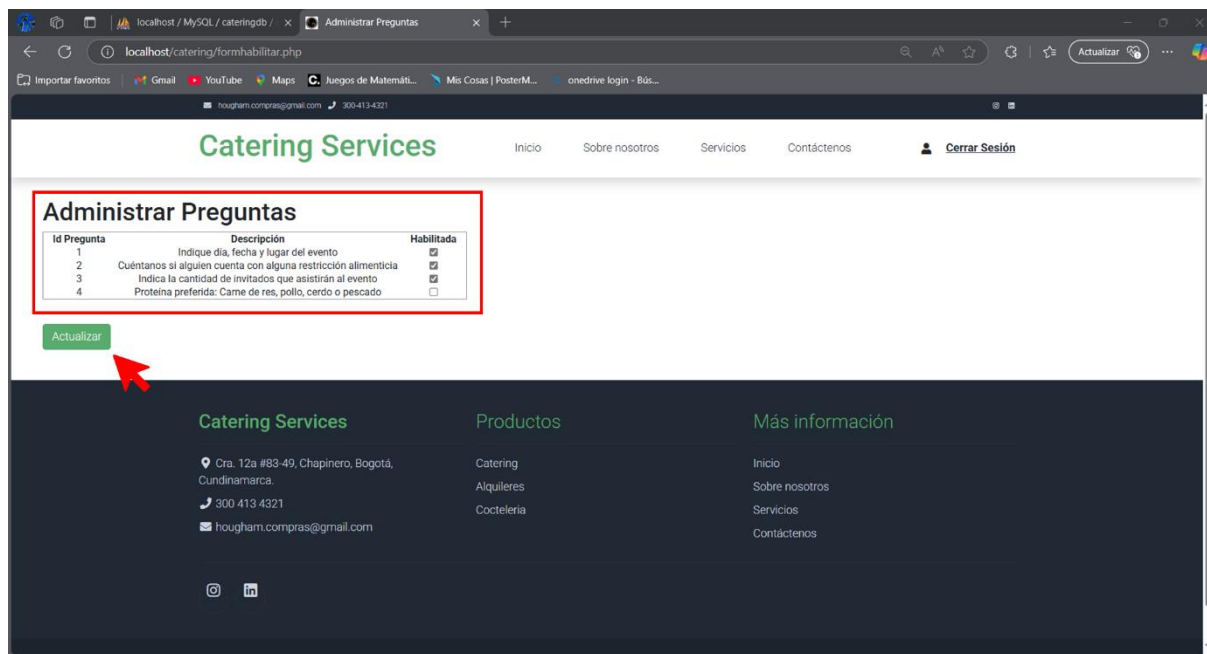 localhost / MySQL / cateringdb /
Administrar Preguntas
localhost/catering/formhabilitar.php
Actualizar
Importar favoritos
Gmail
YouTube
Maps
Juegos de Matemáti...
Mis Cosas | PosterM...
onedrive login - Bús...
hougham.compras@gmail.com 300-413-4321
Catering Services
Inicio Sobre nosotros Servicios Contáctenos Cerrar Sesión
Administrar Preguntas
Id Pregunta Descripción Habilitada
1 Indique día, fecha y lugar del evento
2 Cuéntanos si alguien cuenta con alguna restricción alimenticia
3 Indica la cantidad de invitados que asistirán al evento
4 Proteína preferida: Carne de res, pollo, cerdo o pescado
Actualizar
Catering Services Productos Más información
Cra. 12a #83-49, Chapinero, Bogotá,
Cundinamarca.
300 413 4321
hougham.compras@gmail.com
Catering
Alquileres
Cocteleria
Inicio
Sobre nosotros
Servicios
Contáctenos